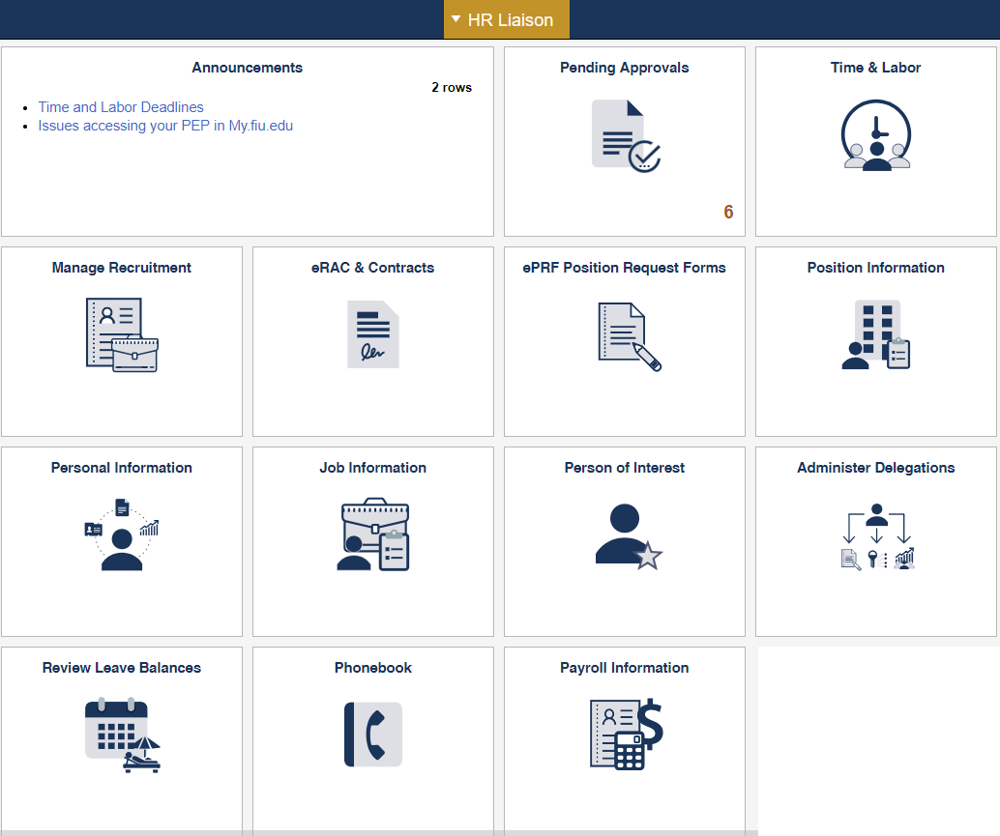 HR Liaison
Announcements
2 rows
Time and Labor Deadlines
Issues accessing your PEP in My.fiu.edu
Pending Approvals
6
Time & Labor
Manage Recruitment
eRAC & Contracts
ePRF Position Request Forms
Position Information
Personal Information
Job Information
Person of Interest
Administer Delegations
Review Leave Balances
Phonebook
Payroll Information